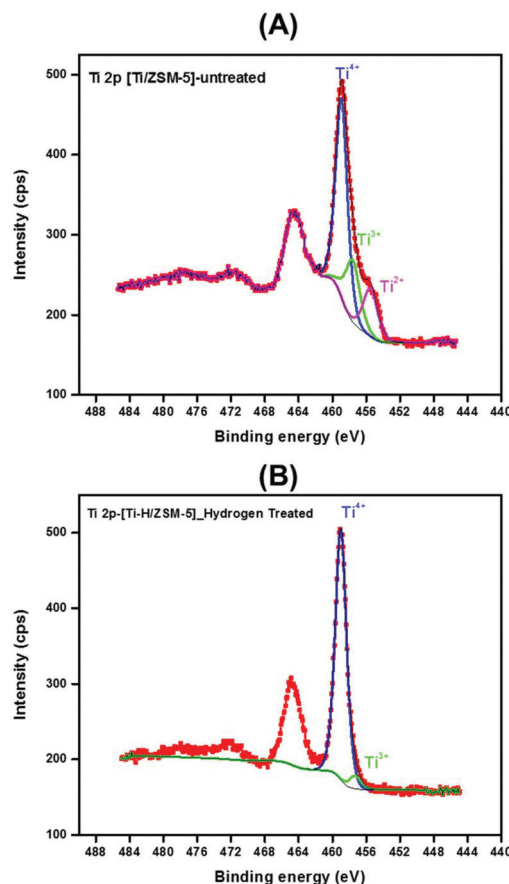 (A)
Ti 2p [Ti/ZSM-5]-untreated
Ti4+
Ti3+
Ti2+
Intensity (cps)
500
400
300
200
100
488 484 480 476 472 468 464 460 456 452 448 444 440
Binding energy (eV)
(B)
Ti 2p-[Ti-H/ZSM-5]_Hydrogen Treated
Ti4+
Ti3+
Intensity (cps)
500
400
300
200
100
488 484 480 476 472 468 464 460 456 452 448 444 440
Binding energy (eV)